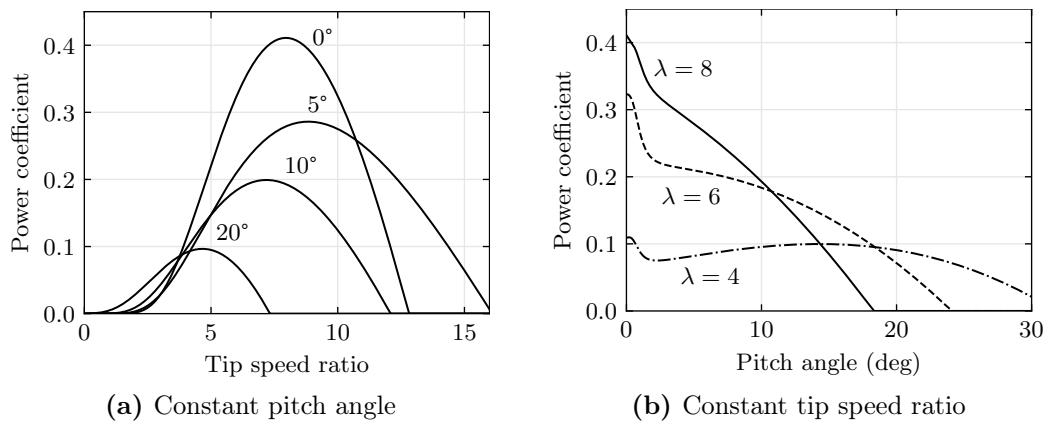 0.4
0.3
0.2
0.1
0.0
0
5
10
15
Power coefficient
Tip speed ratio
0°
5°
10°
20°
(a) Constant pitch angle
0.4
0.3
0.2
0.1
0.0
0
10
20
30
Power coefficient
Pitch angle (deg)
λ = 8
λ = 6
λ = 4
(b) Constant tip speed ratio